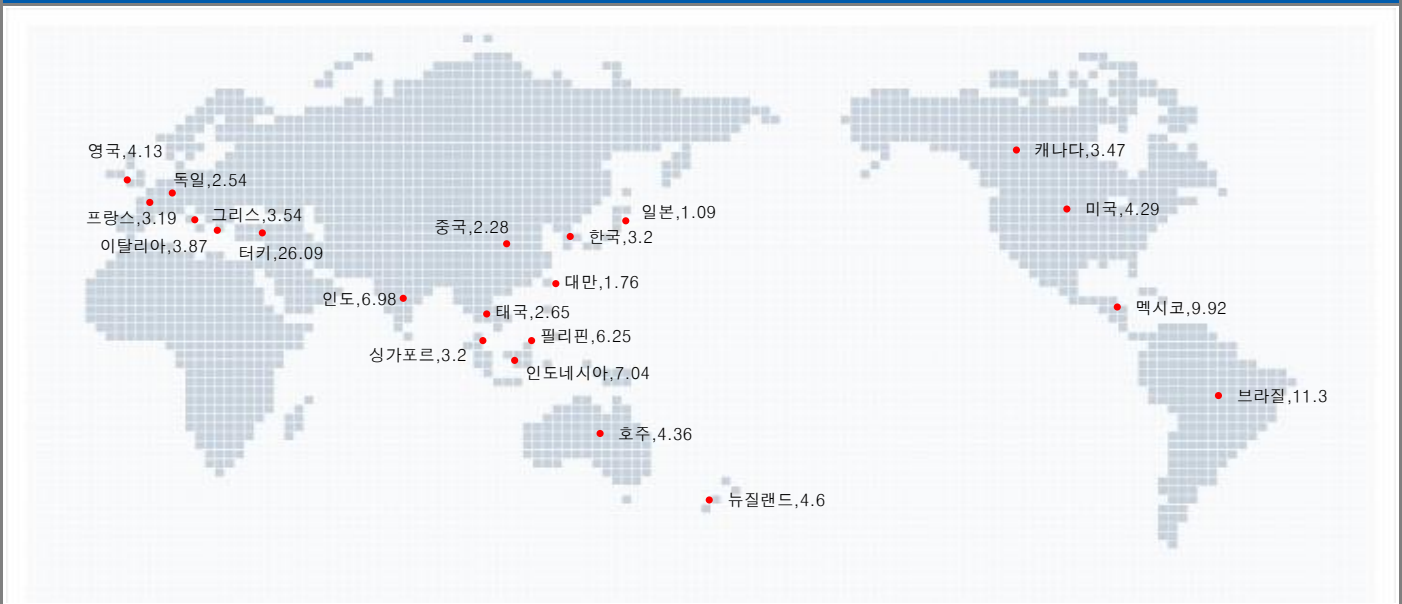 영국,4.13
캐나다,3.47
독일,2.54
미국,4.29
일본,1.09
그리스,3.54
프랑스,3.19
중국,2.28
한국,3.2
이탈리아,3.87
터키,26.09
대만,1.76
인도,6.98
멕시코,9.92
태국,2.65
필리핀,6.25
싱가포르,3.2
인도네시아,7.04
브라질,11.3
호주,4.36
뉴질랜드,4.6